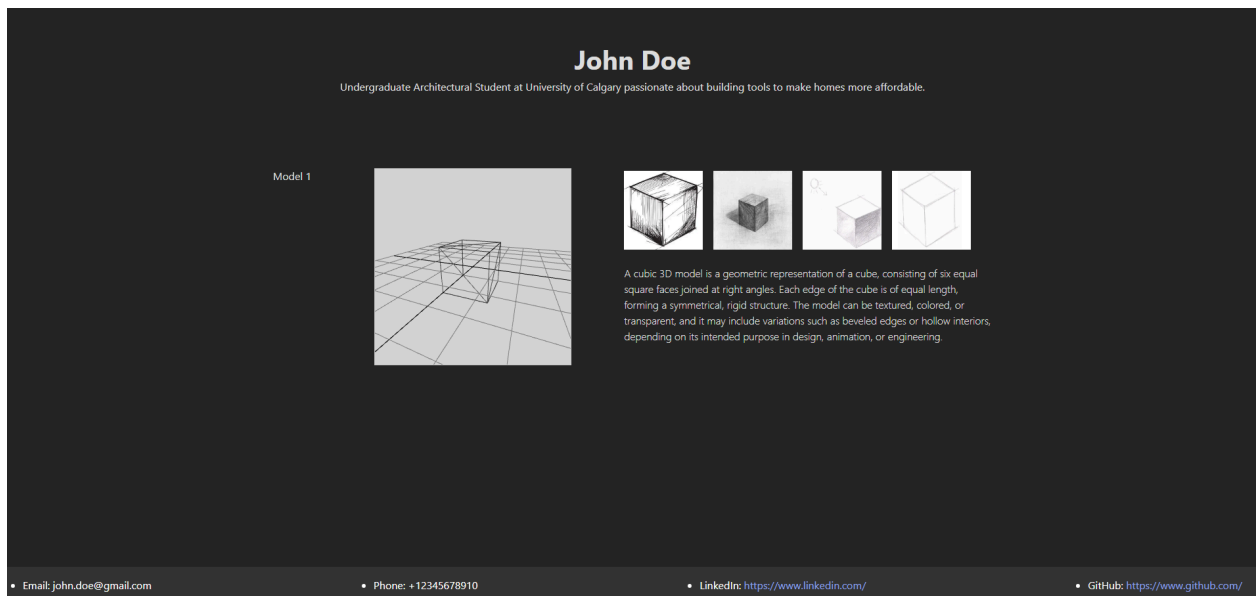 John Doe
Undergraduate Architectural Student at University of Calgary passionate about building tools to make homes more affordable.
Model 1
A cubic 3D model is a geometric representation of a cube, consisting of six equal
square faces joined at right angles. Each edge of the cube is of equal length,
forming a symmetrical, rigid structure. The model can be textured, colored, or
transparent, and it may include variations such as beveled edges or hollow interiors,
depending on its intended purpose in design, animation, or engineering.
• Email: john.doe@gmail.com
• Phone: +12345678910
• LinkedIn: https://www.linkedin.com/
• GitHub: https://www.github.com/